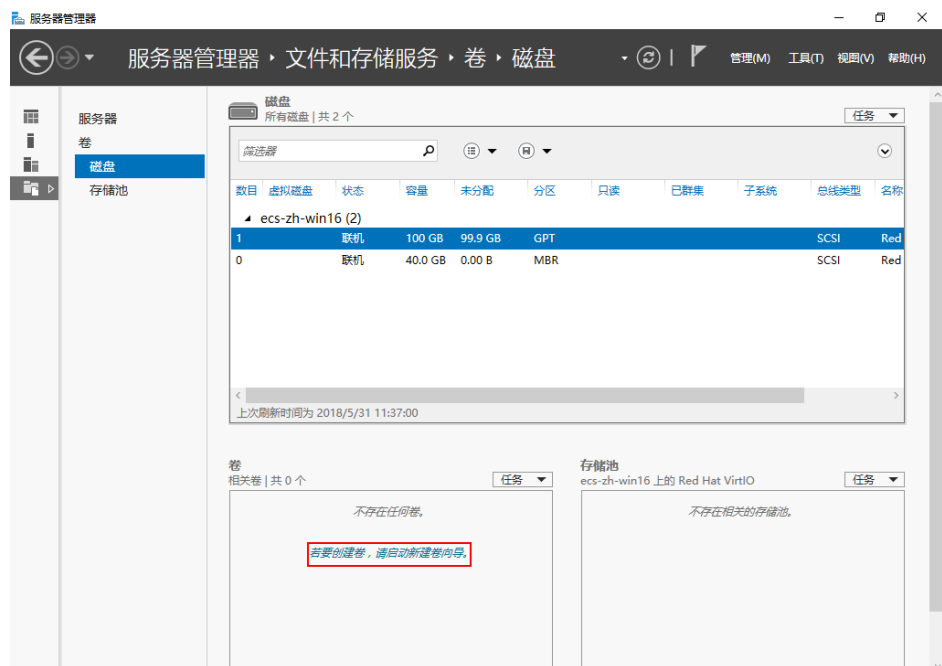 服务器管理器
服务器管理器 ‣ 文件和存储服务 ‣ 卷 ‣ 磁盘
管理(M) 工具(T) 视图(V) 帮助(H)
服务器
卷
磁盘
存储池
磁盘
所有磁盘 | 共 2 个
任务
筛选器
数目 虚拟磁盘 状态 容量 未分配 分区 只读 已群集 子系统 总线类型 名称
ecs-zh-win16 (2)
1 联机 100 GB 99.9 GB GPT SCSI Red
0 联机 40.0 GB 0.00 B MBR SCSI Red
上次刷新时间为 2018/5/31 11:37:00
卷
相关卷 | 共 0 个
任务
不存在任何卷。
若要创建卷，请启动新建卷向导。
存储池
ecs-zh-win16 上的 Red Hat VirtIO
任务
不存在相关的存储池。